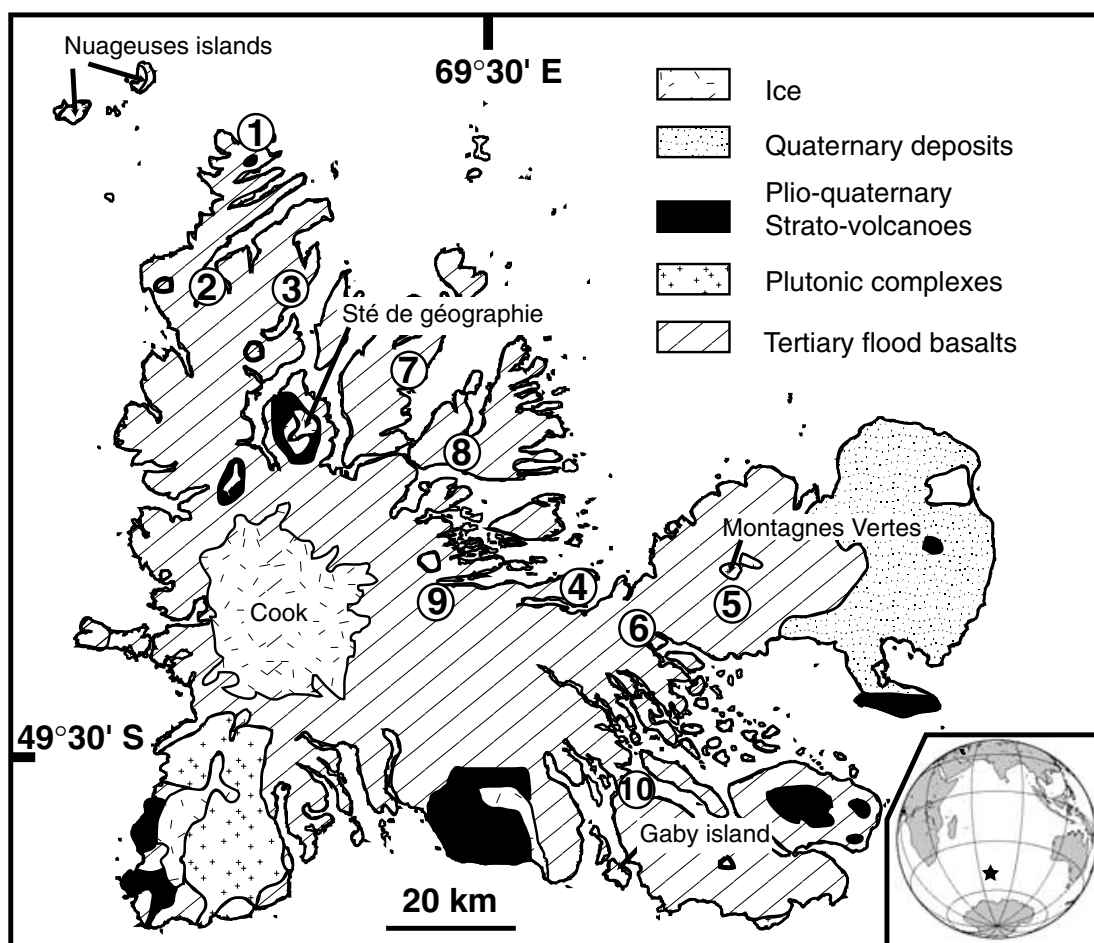 Nuageuses islands
69°30' E
Ice
Quaternary deposits
Plio-quaternary
Strato-volcanoes
Plutonic complexes
Tertiary flood basalts
1
2
3
Sté de géographie
7
8
Montagnes Vertes
9
4
5
6
Cook
49°30' S
10
Gaby island
20 km